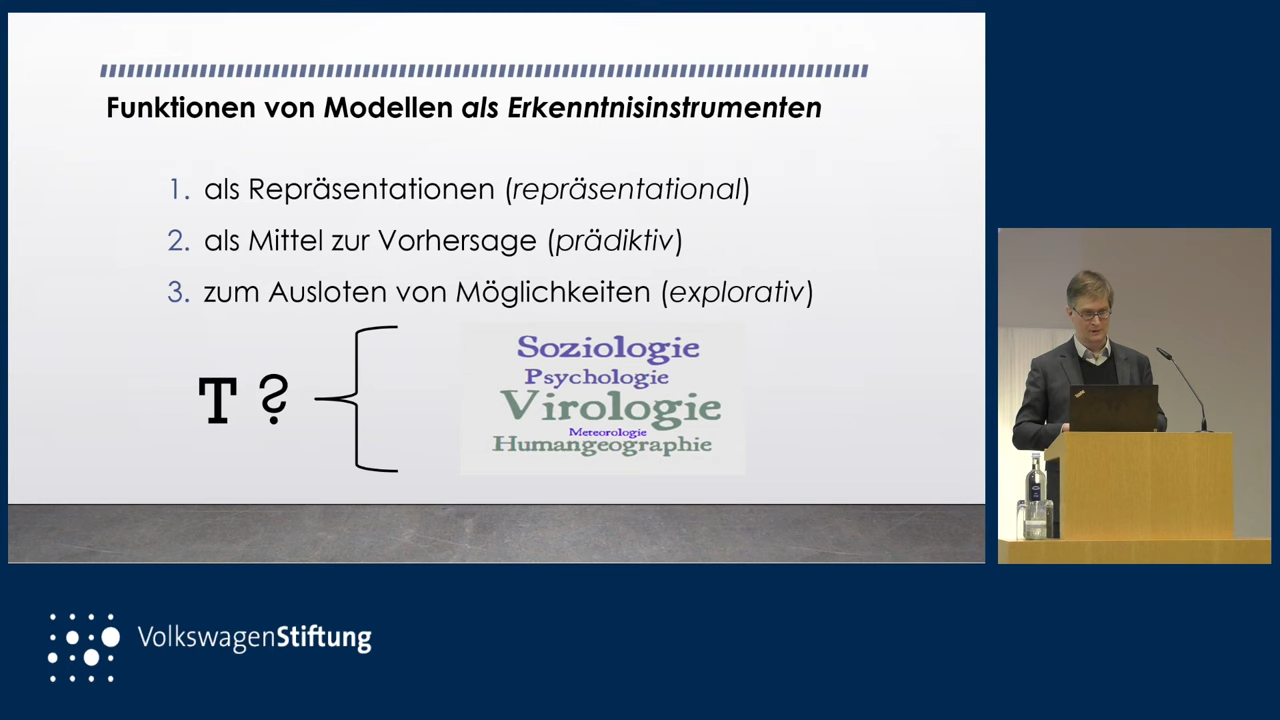 Funktionen von Modellen als Erkenntnisinstrumenten
1. als Repräsentationen (repräsentational)
2. als Mittel zur Vorhersage (prädiktiv)
3. zum Ausloten von Möglichkeiten (explorativ)
T ?
Soziologie
Psychologie
Virologie
Meteorologie
Humangeographie
VolkswagenStiftung